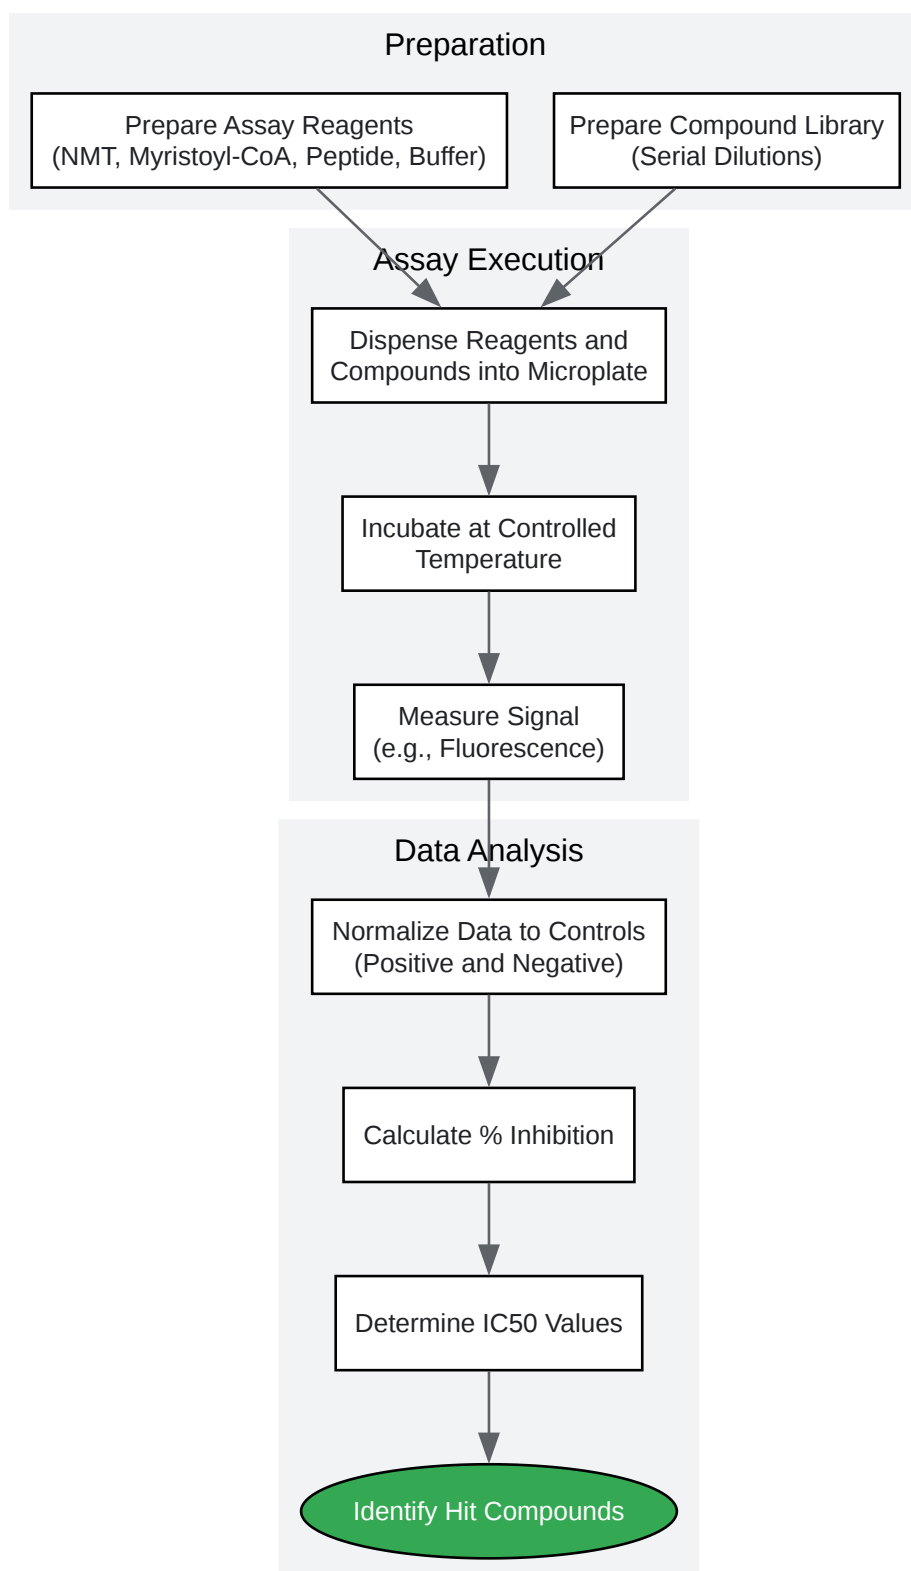 Preparation
Prepare Assay Reagents
(NMT, Myristoyl-CoA, Peptide, Buffer)
Prepare Compound Library
(Serial Dilutions)
Assay Execution
Dispense Reagents and
Compounds into Microplate
Incubate at Controlled
Temperature
Measure Signal
(e.g., Fluorescence)
Data Analysis
Normalize Data to Controls
(Positive and Negative)
Calculate % Inhibition
Determine IC50 Values
Identify Hit Compounds